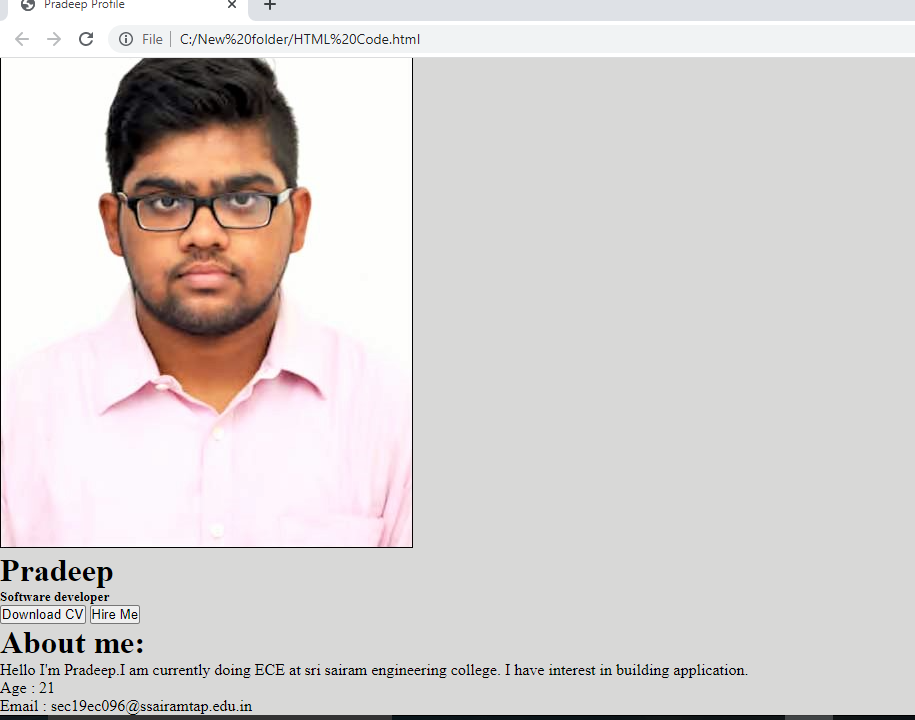 Pradeep Profile
File | C:/New%20folder/HTML%20Code.html
Pradeep
Software developer
Download CV Hire Me
About me:
Hello I'm Pradeep.I am currently doing ECE at sri sairam engineering college. I have interest in building application.
Age : 21
Email : sec19ec096@ssairamtap.edu.in